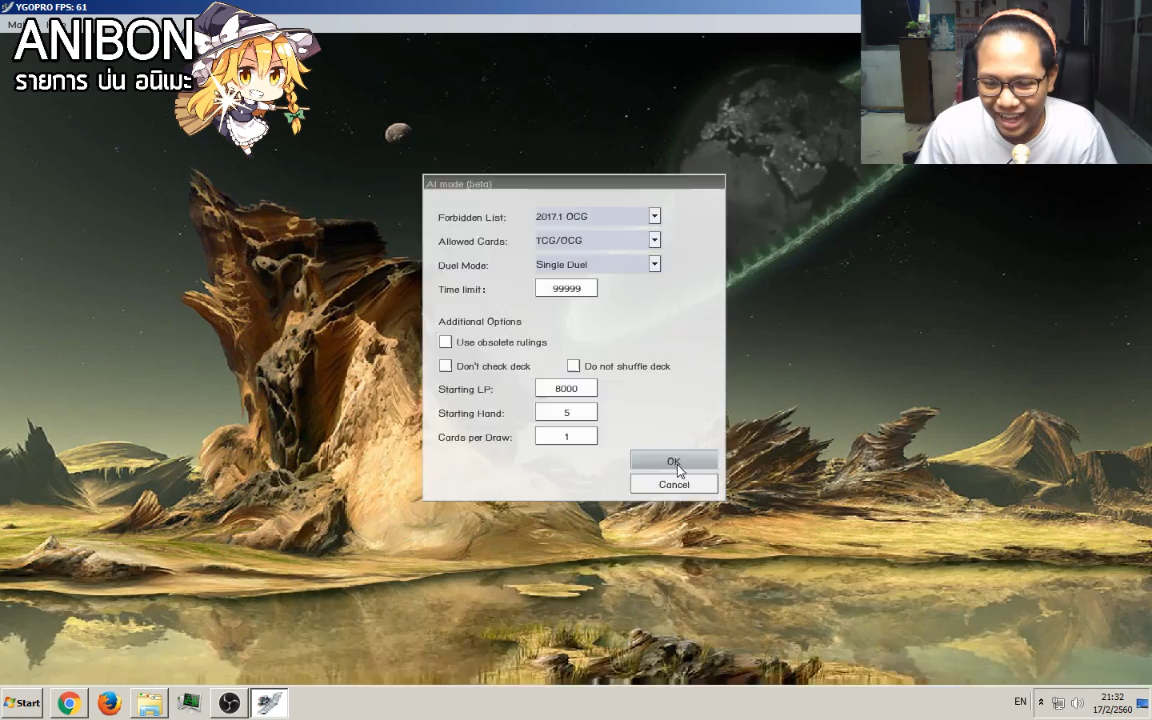 YGOPRO FPS: 61
ANIBON
รายการ บ่น อนิเมะ
AI mode (beta)
Forbidden List: 2017.1 OCG
Allowed Cards: TCG/OCG
Duel Mode: Single Duel
Time limit: 99999
Additional Options
Use obsolete rulings
Don't check deck Do not shuffle deck
Starting LP: 8000
Starting Hand: 5
Cards per Draw: 1
OK
Cancel
Start
EN
21:32
17/2/2560